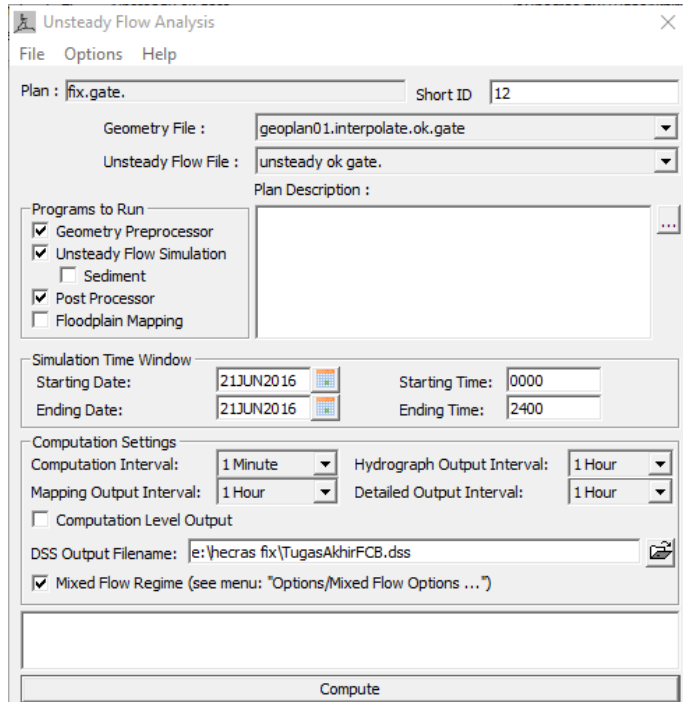 Unsteady Flow Analysis
File Options Help
Plan : fix.gate. Short ID 12
Geometry File : geoplan01.interpolate.ok.gate
Unsteady Flow File : unsteady ok gate.
Plan Description :
Programs to Run
Geometry Preprocessor
...
Unsteady Flow Simulation
Sediment
Post Processor
Floodplain Mapping
Simulation Time Window
Starting Date: 21JUN2016 Starting Time: 0000
Ending Date: 21JUN2016 Ending Time: 2400
Computation Settings
Computation Interval: 1 Minute Hydrograph Output Interval: 1 Hour
Mapping Output Interval: 1 Hour Detailed Output Interval: 1 Hour
Computation Level Output
DSS Output Filename: e:\hecras fix\TugasAkhirFCB.dss
Mixed Flow Regime (see menu: "Options/Mixed Flow Options ...")
Compute